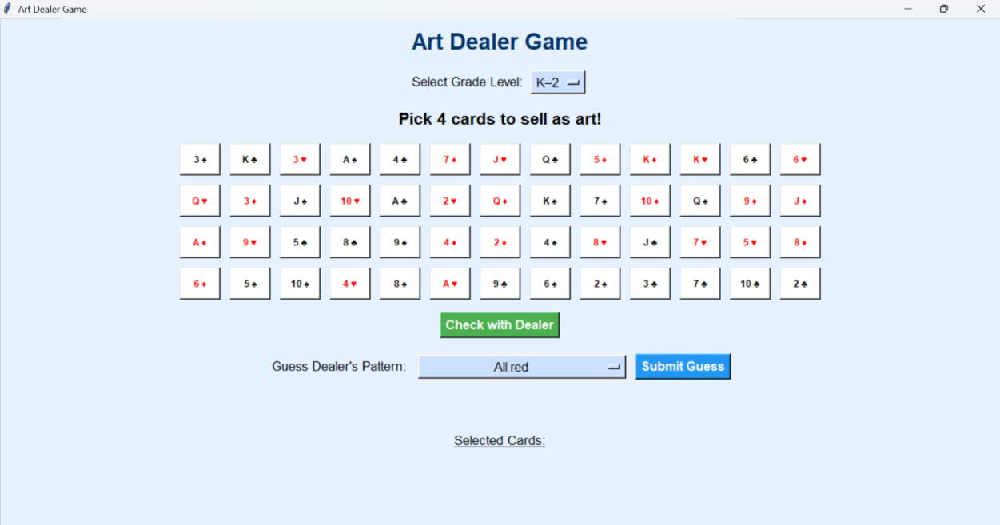 Art Dealer Game
Art Dealer Game
Select Grade Level: K–2
Pick 4 cards to sell as art!
3♠ K♣ 3♥ A♠ 4♣ 7♦ J♥ Q♣ 5♦ K♦ K♥ 6♣ 6♥
Q♥ 3♦ J♠ 10♥ A♣ 2♥ Q♦ K♠ 7♠ 10♦ Q♠ 9♦ J♦
A♦ 9♥ 5♣ 8♣ 9♠ 4♦ 2♦ 4♠ 8♥ J♣ 7♥ 5♥ 8♦
6♦ 5♠ 10♠ 4♥ 8♠ A♥ 9♣ 6♠ 2♠ 3♣ 7♣ 10♣ 2♣
Check with Dealer
Guess Dealer's Pattern: All red Submit Guess
Selected Cards: